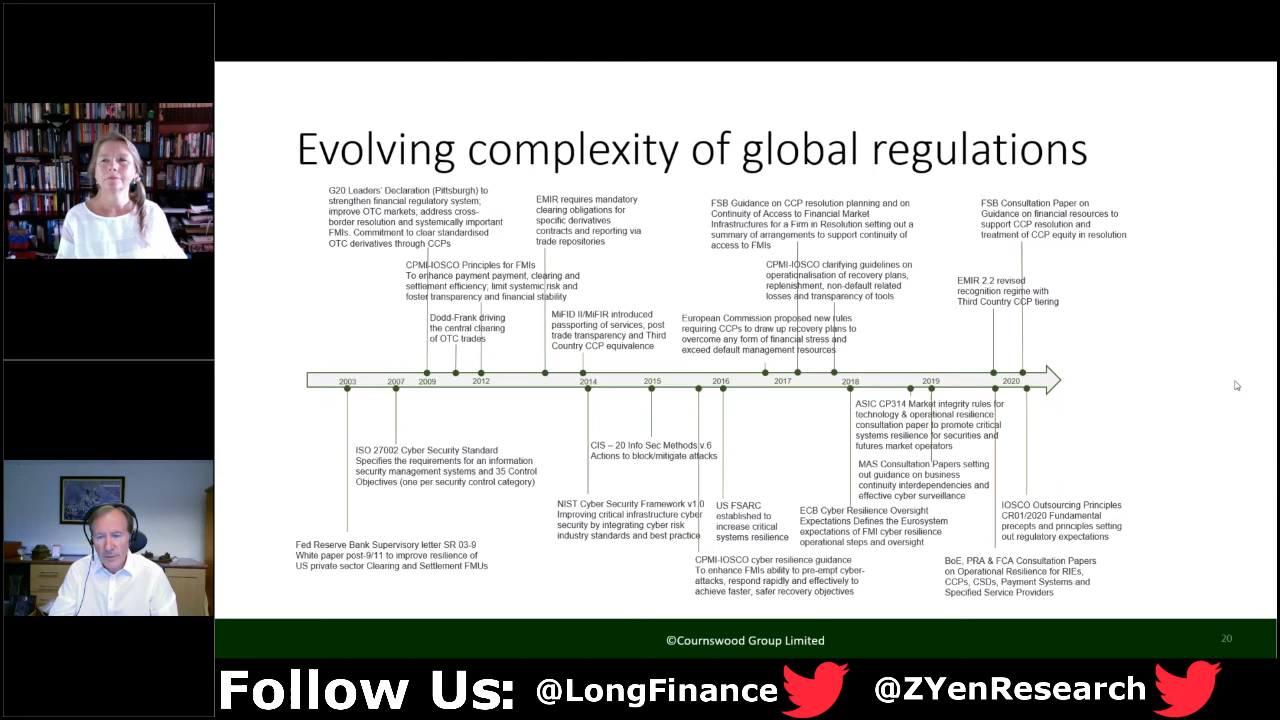 Evolving complexity of global regulations
G20 Leaders' Declaration (Pittsburgh) to
strengthen financial regulatory system;
improve OTC markets; address cross-
border resolution and systemically important
FMIs. Commitment to clear standardised
OTC derivatives through CCPs
EMIR requires mandatory
clearing obligations for
specific derivatives
contracts and reporting via
trade repositories
FSB Guidance on CCP resolution planning and on
Continuity of Access to Financial Market
Infrastructures for a Firm in Resolution setting out a
summary of arrangements to support continuity of
access to FMIs
FSB Consultation Paper on
Guidance on financial resources to
support CCP resolution and
treatment of CCP equity in resolution
CPMI-IOSCO Principles for FMIs
To enhance payment payment, clearing and
settlement efficiency; limit systemic risk and
foster transparency and financial stability
CPMI-IOSCO clarifying guidelines on
operationalisation of recovery plans,
replenishment, non-default related
losses and transparency of tools
EMIR 2.2 revised
recognition regime with
Third Country CCP tiering
Dodd-Frank driving
the central clearing
of OTC trades
MiFID II/MiFIR introduced
passporting of services, post
trade transparency and Third
Country CCP equivalence
European Commission proposed new rules
requiring CCPs to draw up recovery plans to
overcome any form of financial stress and
exceed default management resources
2003 2007 2009 2012 2014 2015 2016 2017 2018 2019 2020
ISO 27002 Cyber Security Standard
Specifies the requirements for an information
security management systems and 35 Control
Objectives (one per security control category)
CIS – 20 Info Sec Methods v.6
Actions to block/mitigate attacks
ASIC CP314 Market integrity rules for
technology & operational resilience
consultation paper to promote critical
systems resilience for securities and
futures market operators
MAS Consultation Papers setting
out guidance on business
continuity interdependencies and
effective cyber surveillance
NIST Cyber Security Framework v1.0
Improving critical infrastructure cyber
security by integrating cyber risk
industry standards and best practice
US FSARC
established to
increase critical
systems resilience
ECB Cyber Resilience Oversight
Expectations Defines the Eurosystem
expectations of FMI cyber resilience
operational steps and oversight
IOSCO Outsourcing Principles
CR01/2020 Fundamental
precepts and principles setting
out regulatory expectations
Fed Reserve Bank Supervisory letter SR 03-9
White paper post-9/11 to improve resilience of
US private sector Clearing and Settlement FMUs
CPMI-IOSCO cyber resilience guidance
To enhance FMIs ability to pre-empt cyber-
attacks, respond rapidly and effectively to
achieve faster, safer recovery objectives
BoE, PRA & FCA Consultation Papers
on Operational Resilience for RIEs,
CCPs, CSDs, Payment Systems and
Specified Service Providers
©Cournswood Group Limited
20
Follow Us: @LongFinance @ZYenResearch